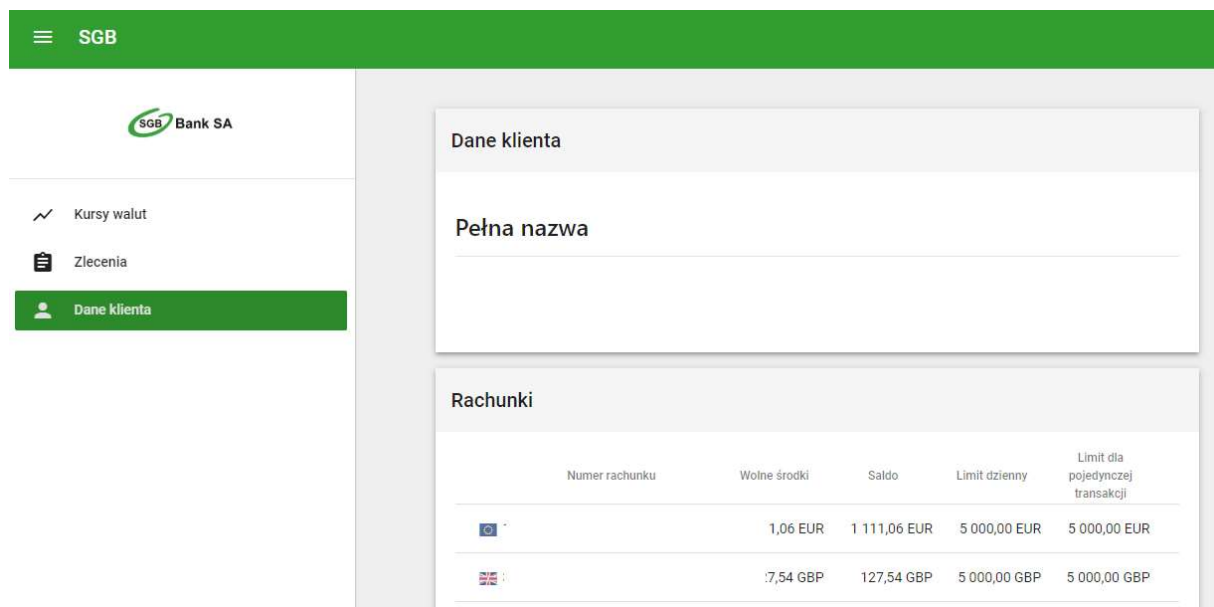 SGB
SGB Bank SA
Kursy walut
Zlecenia
Dane klienta
Dane klienta
Pełna nazwa
Rachunki
Numer rachunku Wolne środki Saldo Limit dzienny Limit dla
pojedynczej
transakcji
1,06 EUR 1 111,06 EUR 5 000,00 EUR 5 000,00 EUR
7,54 GBP 127,54 GBP 5 000,00 GBP 5 000,00 GBP